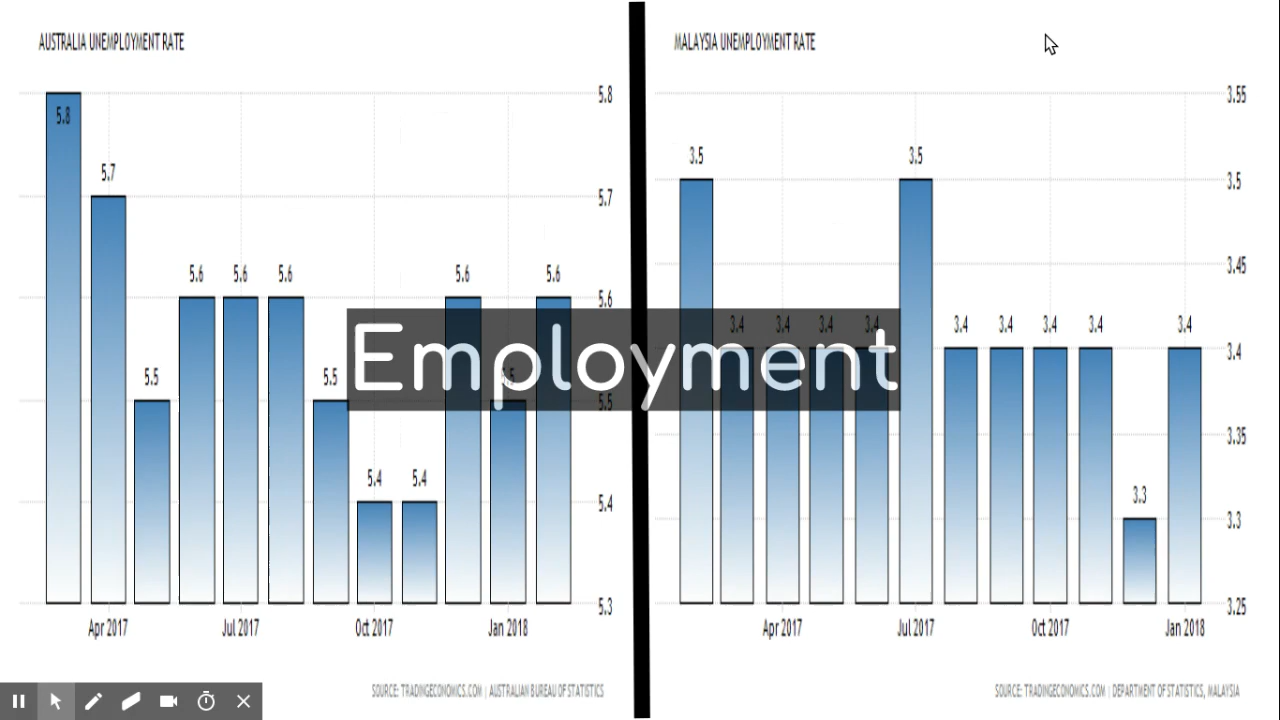 AUSTRALIA UNEMPLOYMENT RATE
5.8
5.7
5.5
5.6
5.6
5.6
5.5
5.4
5.4
5.6
5.5
5.6
5.8
5.7
5.6
5.5
5.4
5.3
Apr 2017
Jul 2017
Oct 2017
Jan 2018
SOURCE: TRADINGECONOMICS.COM | AUSTRALIAN BUREAU OF STATISTICS
Employment
MALAYSIA UNEMPLOYMENT RATE
3.5
3.4
3.4
3.4
3.4
3.5
3.4
3.4
3.4
3.4
3.3
3.4
3.55
3.5
3.45
3.4
3.35
3.3
3.25
Apr 2017
Jul 2017
Oct 2017
Jan 2018
SOURCE: TRADINGECONOMICS.COM | DEPARTMENT OF STATISTICS, MALAYSIA